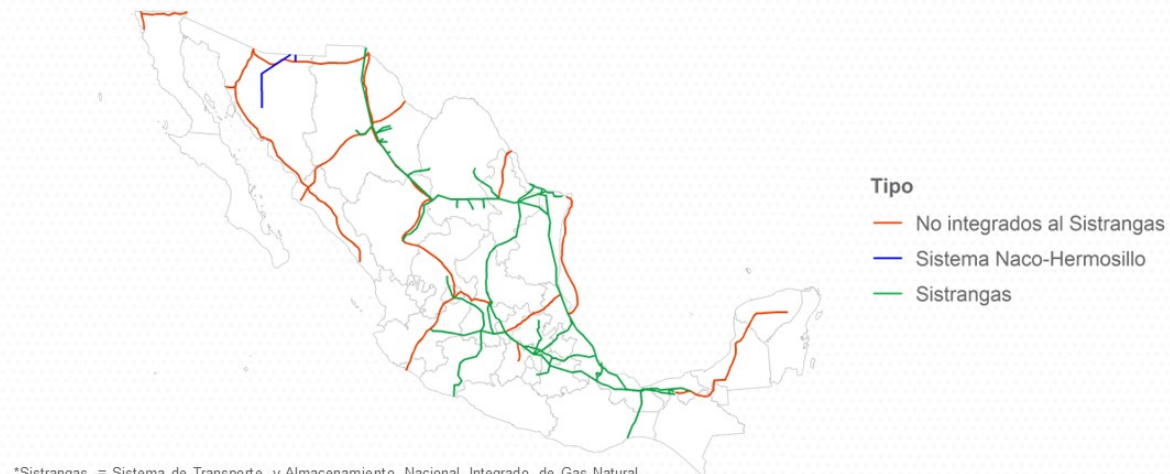 Tipo
No integrados al Sistrangas
Sistema Naco-Hermosillo
Sistrangas
*Sistrangas = Sistema de Transporte y Almacenamiento Nacional Integrado de Gas Natural